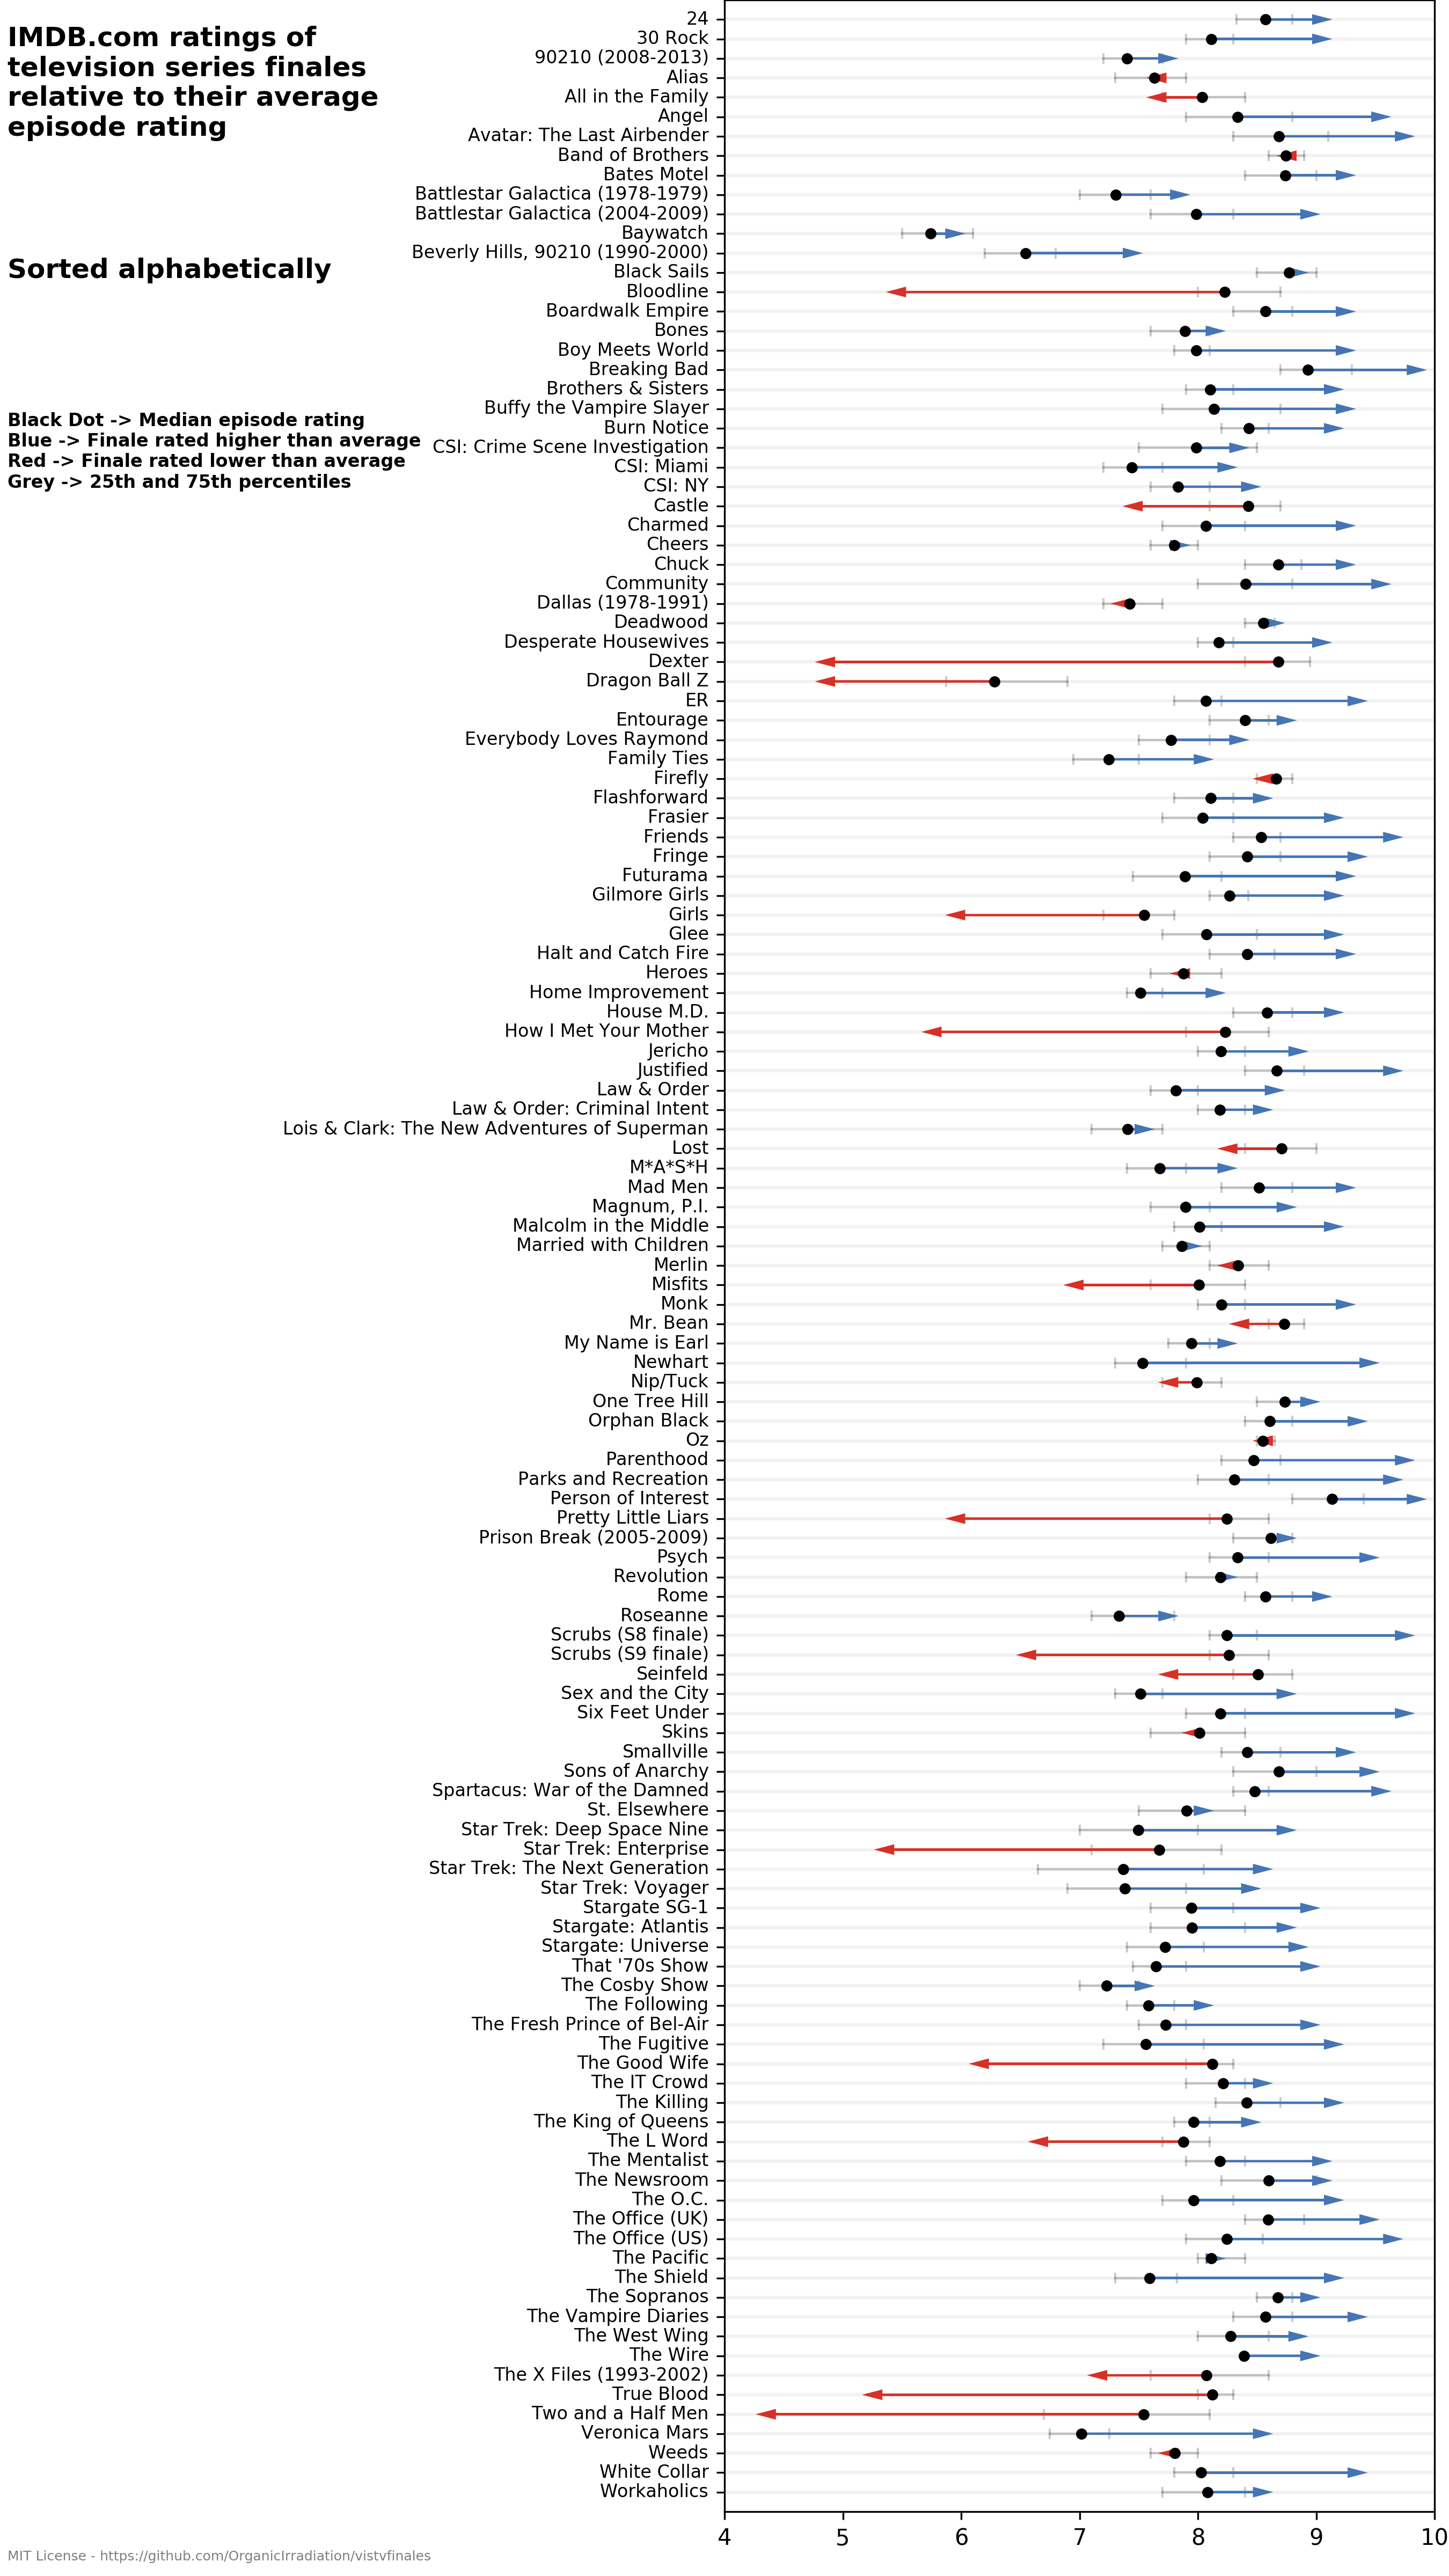 IMDB.com ratings of
television series finales
relative to their average
episode rating
Sorted alphabetically
Black Dot -> Median episode rating
Blue -> Finale rated higher than average
Red -> Finale rated lower than average
Grey -> 25th and 75th percentiles
24
30 Rock
90210 (2008-2013)
Alias
All in the Family
Angel
Avatar: The Last Airbender
Band of Brothers
Bates Motel
Battlestar Galactica (1978-1979)
Battlestar Galactica (2004-2009)
Baywatch
Beverly Hills, 90210 (1990-2000)
Black Sails
Bloodline
Boardwalk Empire
Bones
Boy Meets World
Breaking Bad
Brothers & Sisters
Buffy the Vampire Slayer
Burn Notice
CSI: Crime Scene Investigation
CSI: Miami
CSI: NY
Castle
Charmed
Cheers
Chuck
Community
Dallas (1978-1991)
Deadwood
Desperate Housewives
Dexter
Dragon Ball Z
ER
Entourage
Everybody Loves Raymond
Family Ties
Firefly
Flashforward
Frasier
Friends
Fringe
Futurama
Gilmore Girls
Girls
Glee
Halt and Catch Fire
Heroes
Home Improvement
House M.D.
How I Met Your Mother
Jericho
Justified
Law & Order
Law & Order: Criminal Intent
Lois & Clark: The New Adventures of Superman
Lost
M*A*S*H
Mad Men
Magnum, P.I.
Malcolm in the Middle
Married with Children
Merlin
Misfits
Monk
Mr. Bean
My Name is Earl
Newhart
Nip/Tuck
One Tree Hill
Orphan Black
Oz
Parenthood
Parks and Recreation
Person of Interest
Pretty Little Liars
Prison Break (2005-2009)
Psych
Revolution
Rome
Roseanne
Scrubs (S8 finale)
Scrubs (S9 finale)
Seinfeld
Sex and the City
Six Feet Under
Skins
Smallville
Sons of Anarchy
Spartacus: War of the Damned
St. Elsewhere
Star Trek: Deep Space Nine
Star Trek: Enterprise
Star Trek: The Next Generation
Star Trek: Voyager
Stargate SG-1
Stargate: Atlantis
Stargate: Universe
That '70s Show
The Cosby Show
The Following
The Fresh Prince of Bel-Air
The Fugitive
The Good Wife
The IT Crowd
The Killing
The King of Queens
The L Word
The Mentalist
The Newsroom
The O.C.
The Office (UK)
The Office (US)
The Pacific
The Shield
The Sopranos
The Vampire Diaries
The West Wing
The Wire
The X Files (1993-2002)
True Blood
Two and a Half Men
Veronica Mars
Weeds
White Collar
Workaholics
4 5 6 7 8 9 10
MIT License - https://github.com/OrganicIrradiation/vistvfinales